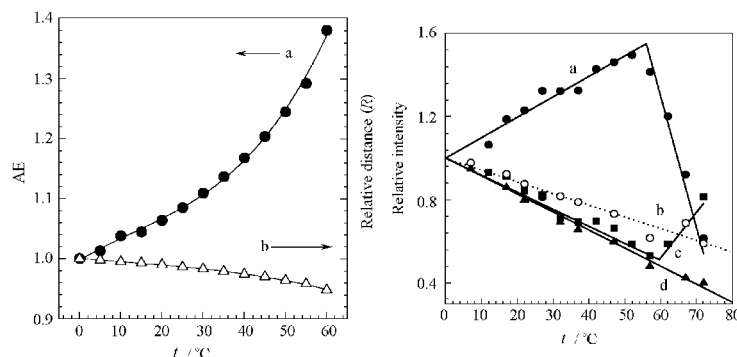 1.4
1.3
1.2
1.1
1.0
0.9
AE
a
b
0 10 20 30 40 50 60
t /℃
Relative distance (R)
1.6
1.2
0.8
0.4
Relative intensity
a
b
c
d
0 10 20 30 40 50 60 70 80
t /℃